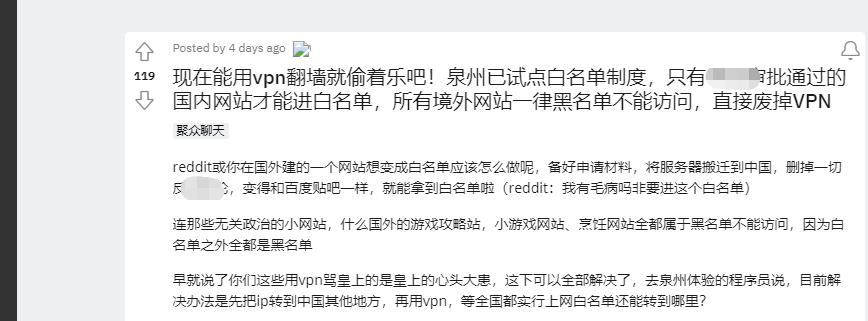 Posted by 4 days ago
119
现在能用vpn翻墙就偷着乐吧！泉州已试点白名单制度，只有 审批通过的
国内网站才能进白名单，所有境外网站一律黑名单不能访问，直接废掉VPN
聚众聊天
reddit或你在国外建的一个网站想变成白名单应该怎么做呢，备好申请材料，将服务器搬迁到中国，删掉一切
变得和百度贴吧一样，就能拿到白名单啦（reddit：我有毛病吗非要进这个白名单）
连那些无关政治的小网站，什么国外的游戏攻略站，小游戏网站、烹饪网站全都属于黑名单不能访问，因为白
名单之外全都是黑名单
早就说了你们这些用vpn骂皇上的是皇上的心头大患，这下可以全部解决了，去泉州体验的程序员说，目前解
决办法是先把ip转到中国其他地方，再用vpn，等全国都实行上网白名单还能转到哪里？